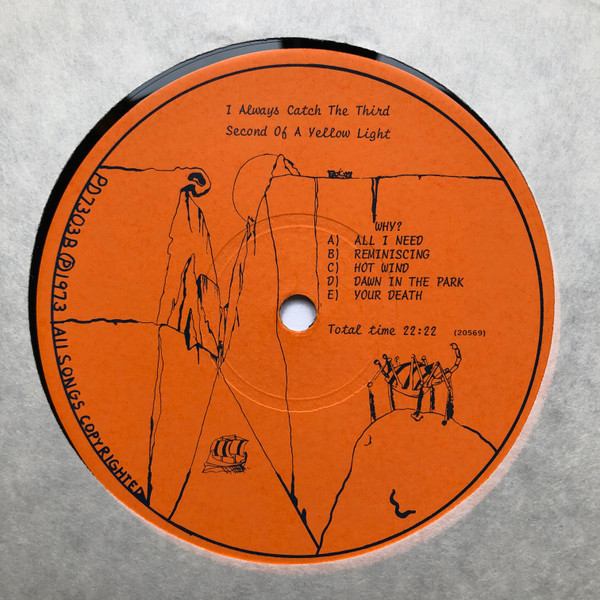 I Always Catch The Third
Second Of A Yellow Light
WHY?
A) ALL I NEED
B) REMINISCING
C) HOT WIND
D) DAWN IN THE PARK
E) YOUR DEATH
Total time 22:22 (20569)
PD7303B Ⓟ1973 ALL SONGS COPYRIGHTED